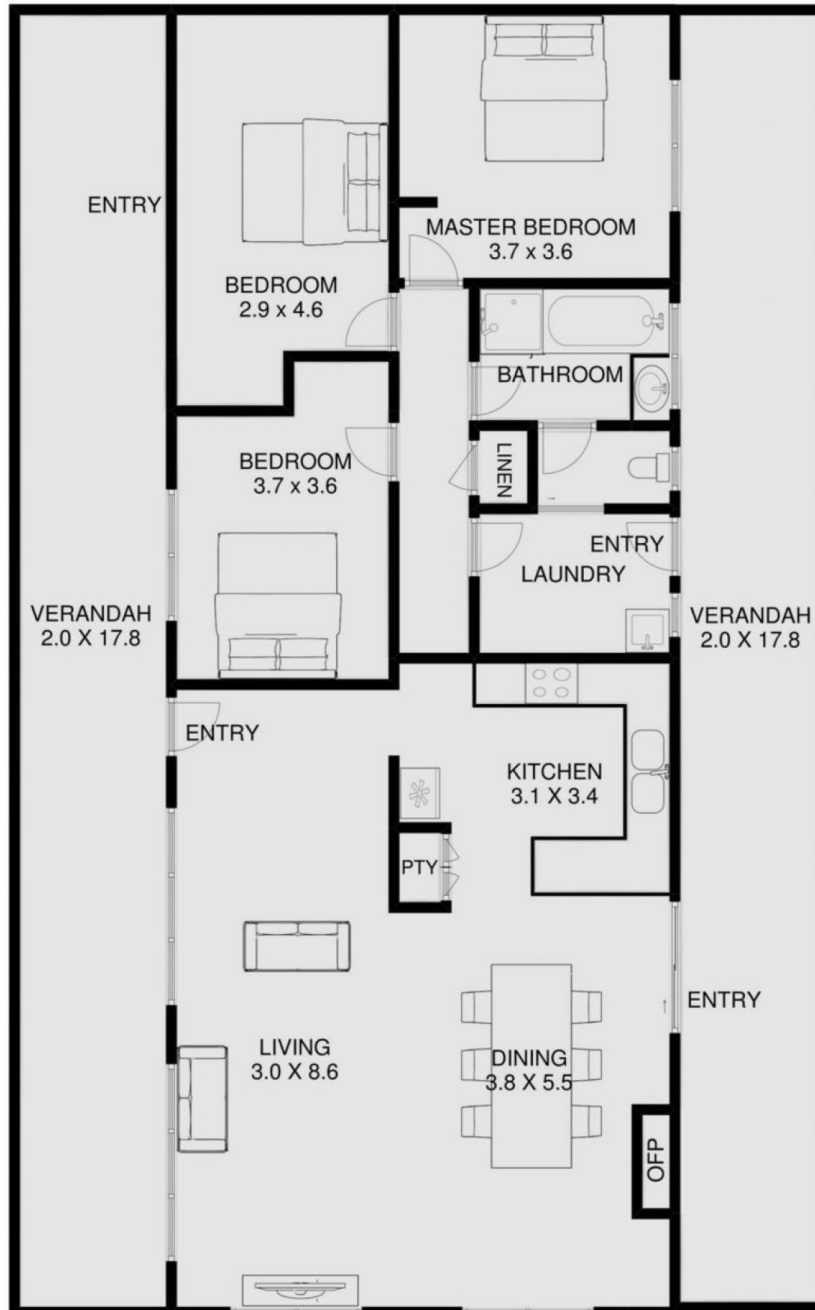 ENTRY
MASTER BEDROOM
3.7 x 3.6
BEDROOM
2.9 x 4.6
BATHROOM
BEDROOM
3.7 x 3.6
LINEN
ENTRY
LAUNDRY
VERANDAH
2.0 X 17.8
VERANDAH
2.0 X 17.8
ENTRY
KITCHEN
3.1 X 3.4
PTY
ENTRY
LIVING
3.0 X 8.6
DINING
3.8 X 5.5
OFP